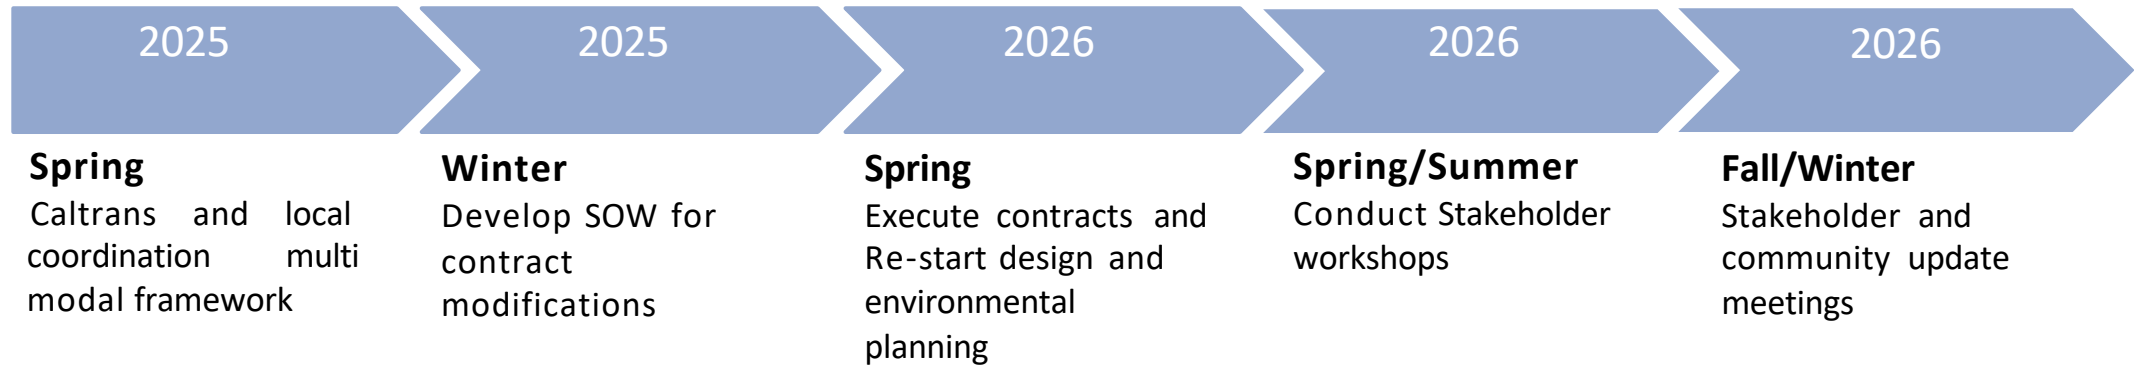 2025
2025
2026
2026
2026
Spring
Caltrans and local
coordination multi
modal framework
Winter
Develop SOW for
contract
modifications
Spring
Execute contracts and
Re-start design and
environmental
planning
Spring/Summer
Conduct Stakeholder
workshops
Fall/Winter
Stakeholder and
community update
meetings